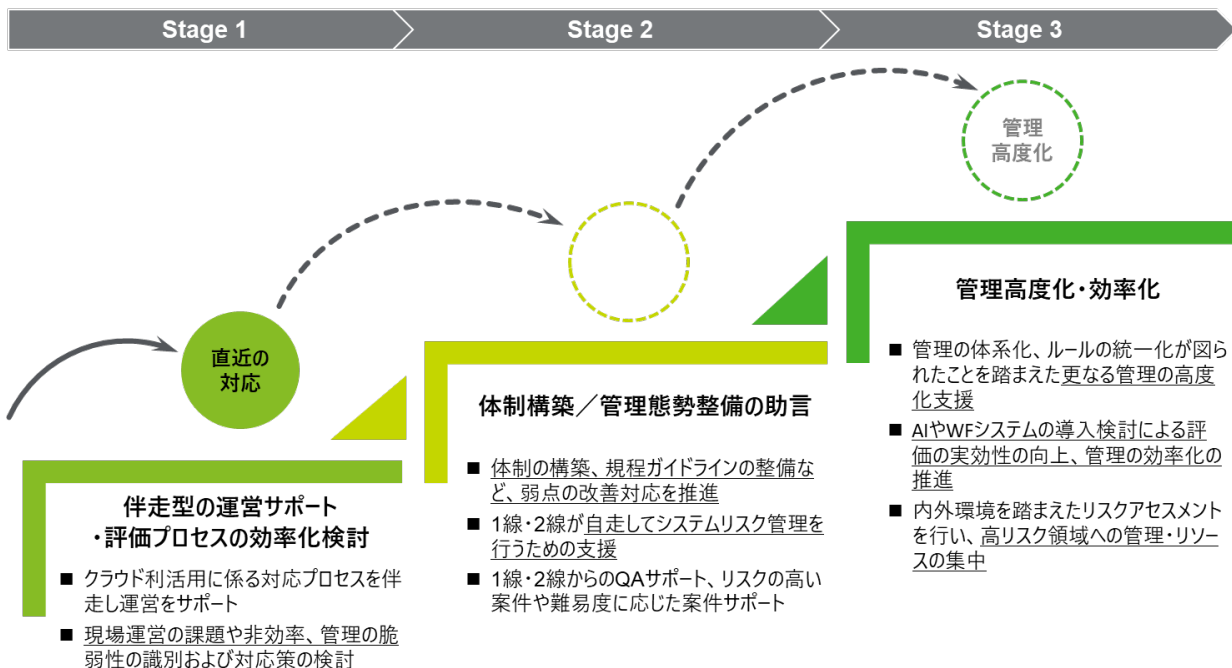 Stage 1
Stage 2
Stage 3
直近の
対応
管理
高度化
伴走型の運営サポート
・評価プロセスの効率化検討
■ クラウド利活用に係る対応プロセスを伴
走し運営をサポート
■ 現場運営の課題や非効率、管理の脆
弱性の識別および対応策の検討
体制構築／管理態勢整備の助言
■ 体制の構築、規程ガイドラインの整備な
ど、弱点の改善対応を推進
■ 1線・2線が自走してシステムリスク管理を
行うための支援
■ 1線・2線からのQAサポート、リスクの高い
案件や難易度に応じた案件サポート
管理高度化・効率化
■ 管理の体系化、ルールの統一化が図ら
れたことを踏まえた更なる管理の高度
化支援
■ AIやWFシステムの導入検討による評
価の実効性の向上、管理の効率化の
推進
■ 内外環境を踏まえたリスクアセスメント
を行い、高リスク領域への管理・リソー
スの集中